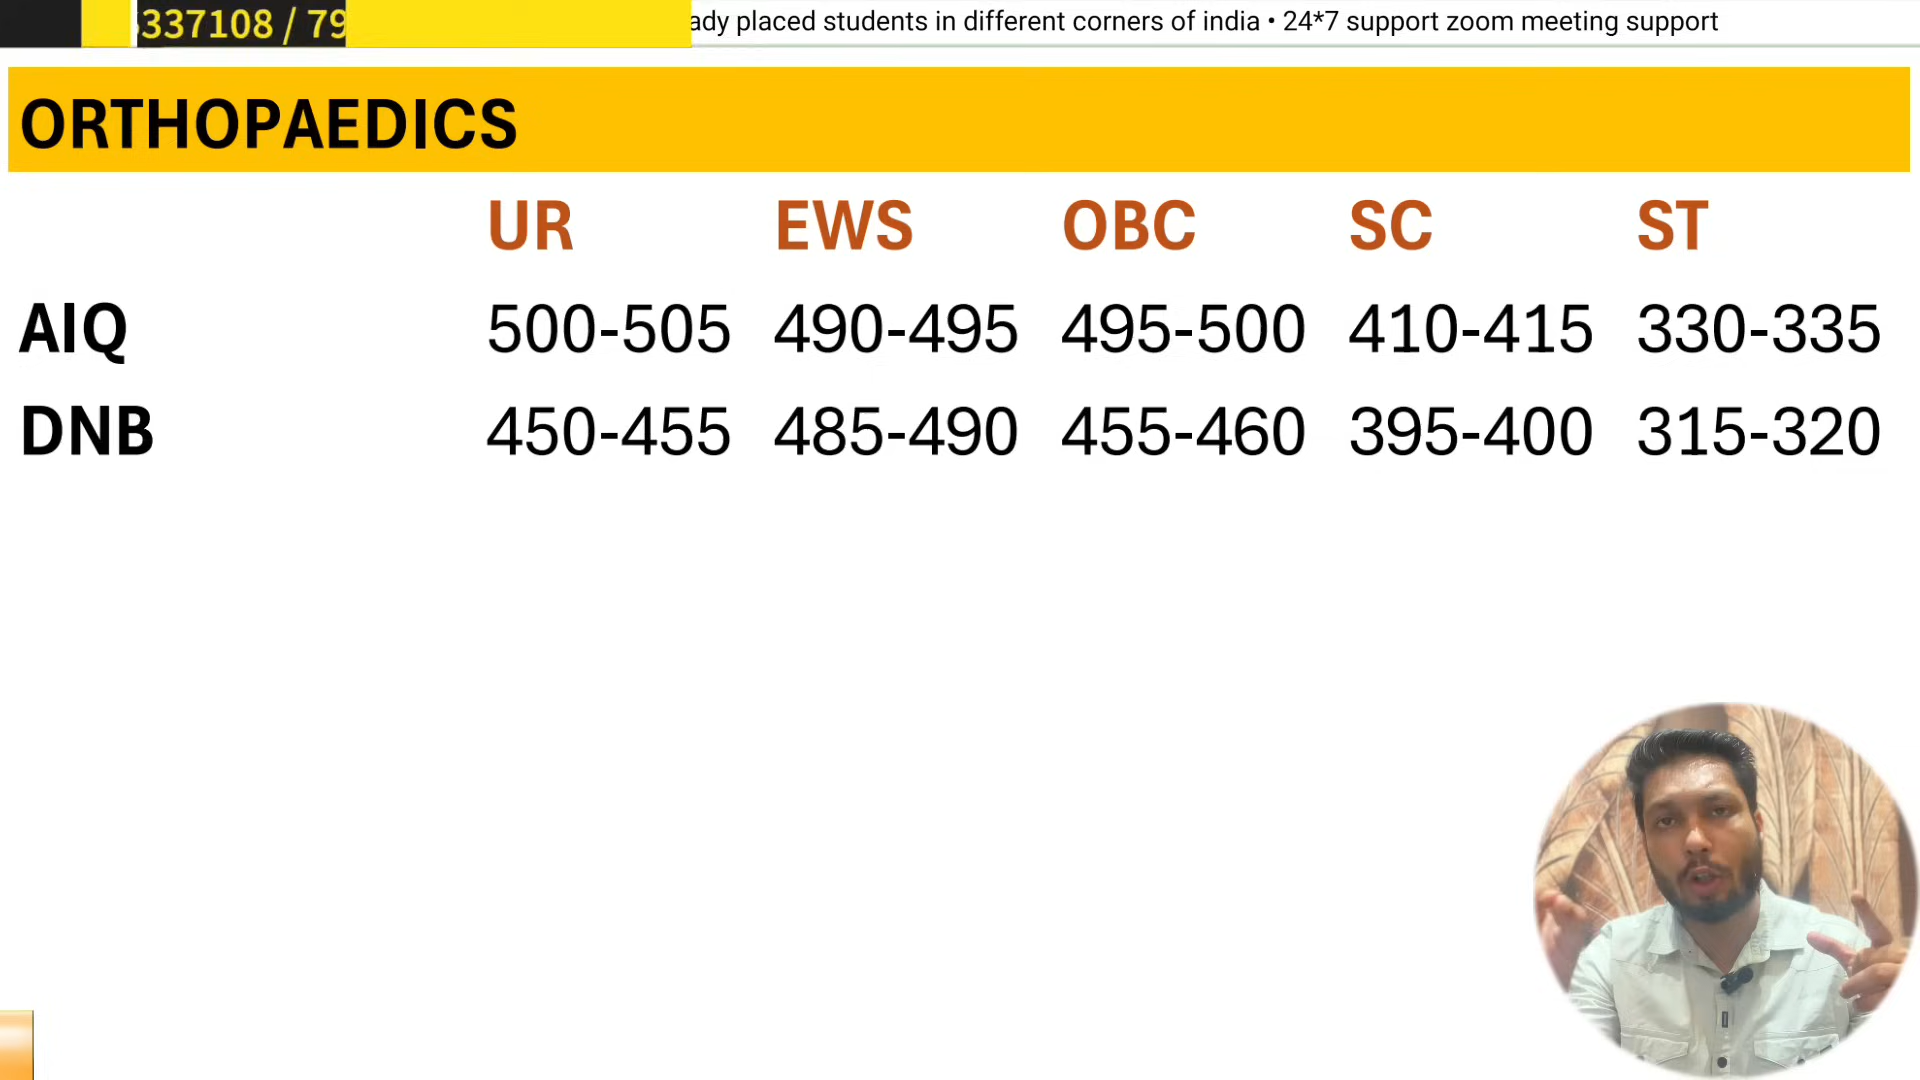 337108 / 79
ady placed students in different corners of india • 24*7 support zoom meeting support
ORTHOPAEDICS
UR EWS OBC SC ST
AIQ 500-505 490-495 495-500 410-415 330-335
DNB 450-455 485-490 455-460 395-400 315-320